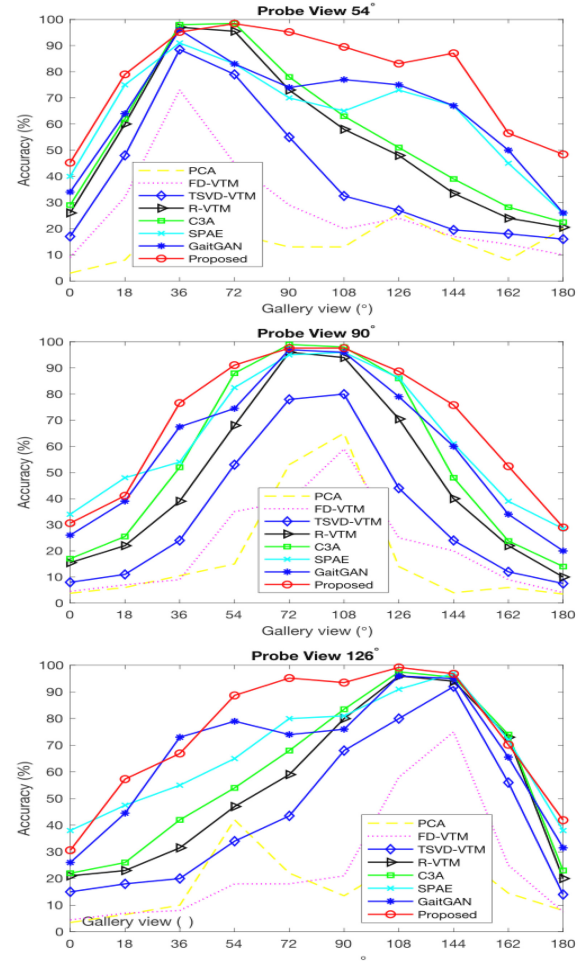 Probe View 54°
Accuracy (%)
100
90
80
70
60
50
40
30
20
10
0
PCA
FD-VTM
TSVD-VTM
R-VTM
C3A
SPAE
GaitGAN
Proposed
0 18 36 72 90 108 126 144 162 180
Gallery view (°)
Probe View 90°
Accuracy (%)
100
90
80
70
60
50
40
30
20
10
0
PCA
FD-VTM
TSVD-VTM
R-VTM
C3A
SPAE
GaitGAN
Proposed
0 18 36 54 72 108 126 144 162 180
Gallery view (°)
Probe View 126°
Accuracy (%)
100
90
80
70
60
50
40
30
20
10
0
PCA
FD-VTM
TSVD-VTM
R-VTM
C3A
SPAE
GaitGAN
Proposed
Gallery view ( )
0 18 36 54 72 90 108 144 162 180
°